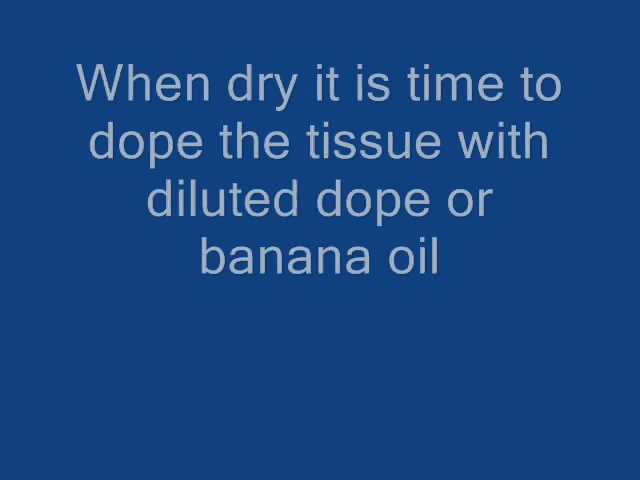 When dry it is time to
dope the tissue with
diluted dope or
banana oil